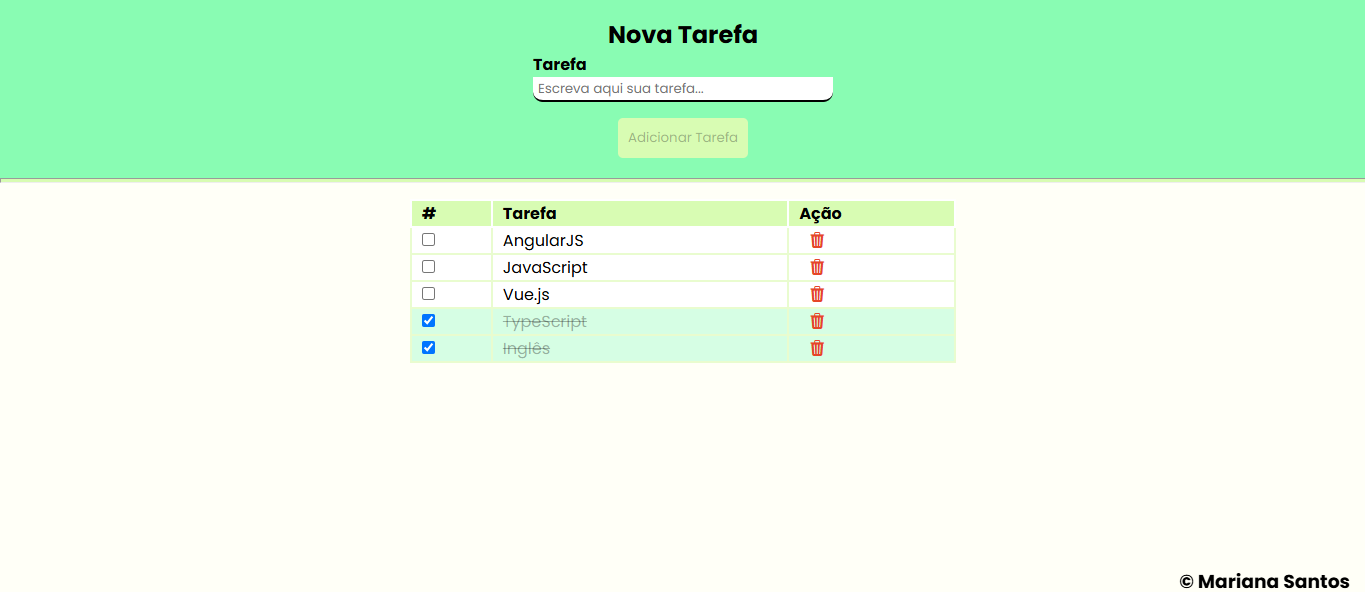 Nova Tarefa
Tarefa
Escreva aqui sua tarefa...
Adicionar Tarefa
# Tarefa Ação
AngularJS
JavaScript
Vue.js
TypeScript
Inglês
© Mariana Santos